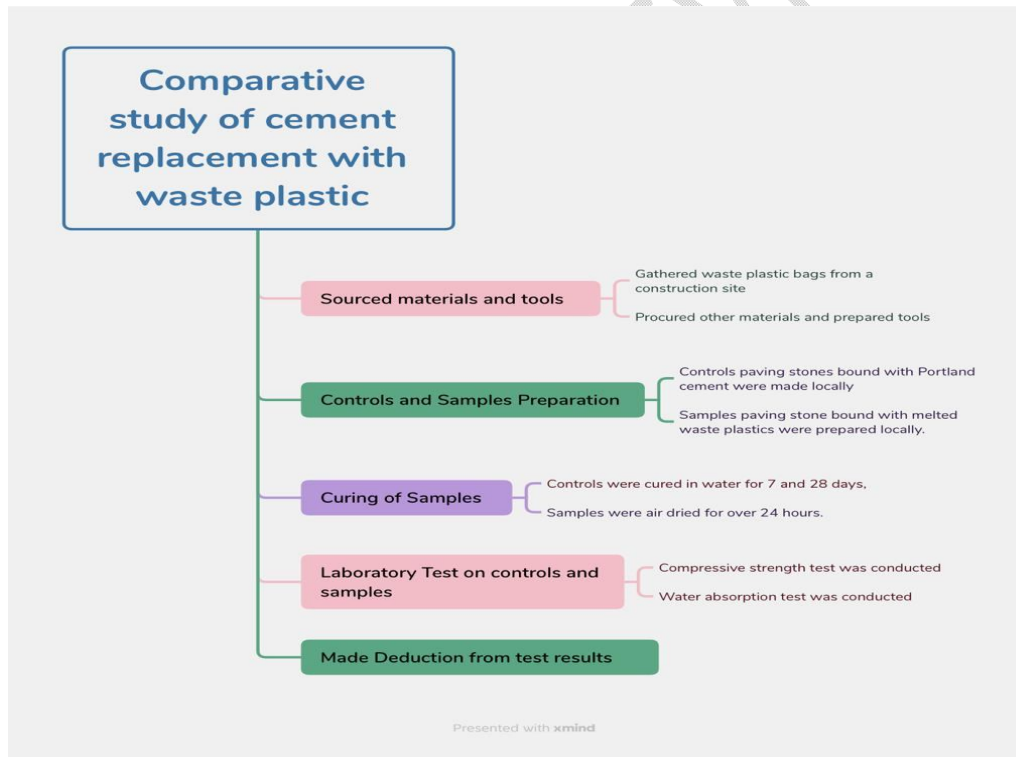 Comparative
study of cement
replacement with
waste plastic
Sourced materials and tools
Gathered waste plastic bags from a
construction site
Procured other materials and prepared tools
Controls and Samples Preparation
Controls paving stones bound with Portland
cement were made locally
Samples paving stone bound with melted
waste plastics were prepared locally.
Curing of Samples
Controls were cured in water for 7 and 28 days,
Samples were air dried for over 24 hours.
Laboratory Test on controls and
samples
Compressive strength test was conducted
Water absorption test was conducted
Made Deduction from test results
Presented with xmind